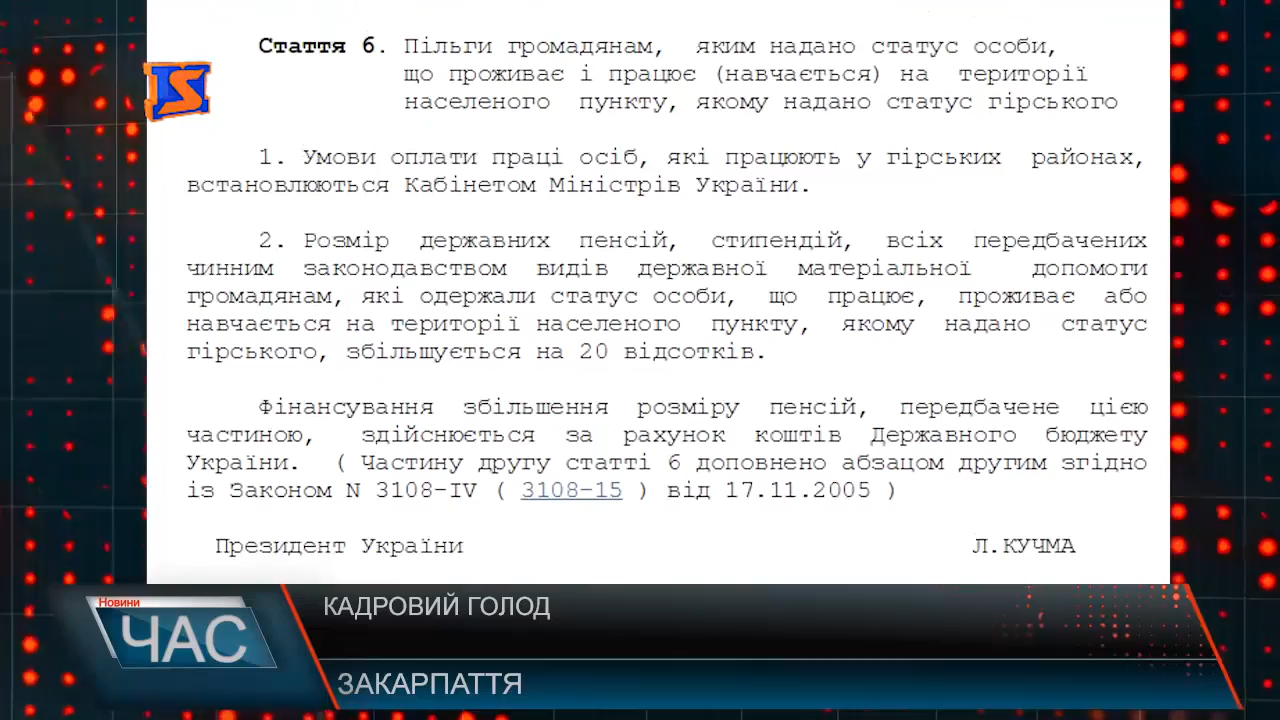 Стаття 6. Пільги громадянам, яким надано статус особи,
що проживає і працює (навчається) на території
населеного пункту, якому надано статус гірського
1. Умови оплати праці осіб, які працюють у гірських районах,
встановлюються Кабінетом Міністрів України.
2. Розмір державних пенсій, стипендій, всіх передбачених
чинним законодавством видів державної матеріальної допомоги
громадянам, які одержали статус особи, що працює, проживає або
навчається на території населеного пункту, якому надано статус
гірського, збільшується на 20 відсотків.
Фінансування збільшення розміру пенсій, передбачене цією
частиною, здійснюється за рахунок коштів Державного бюджету
України. ( Частину другу статті 6 доповнено абзацом другим згідно
із Законом N 3108-IV ( 3108-15 ) від 17.11.2005 )
Президент України Л.КУЧМА
Новини
ЧАС
КАДРОВИЙ ГОЛОД
ЗАКАРПАТТЯ